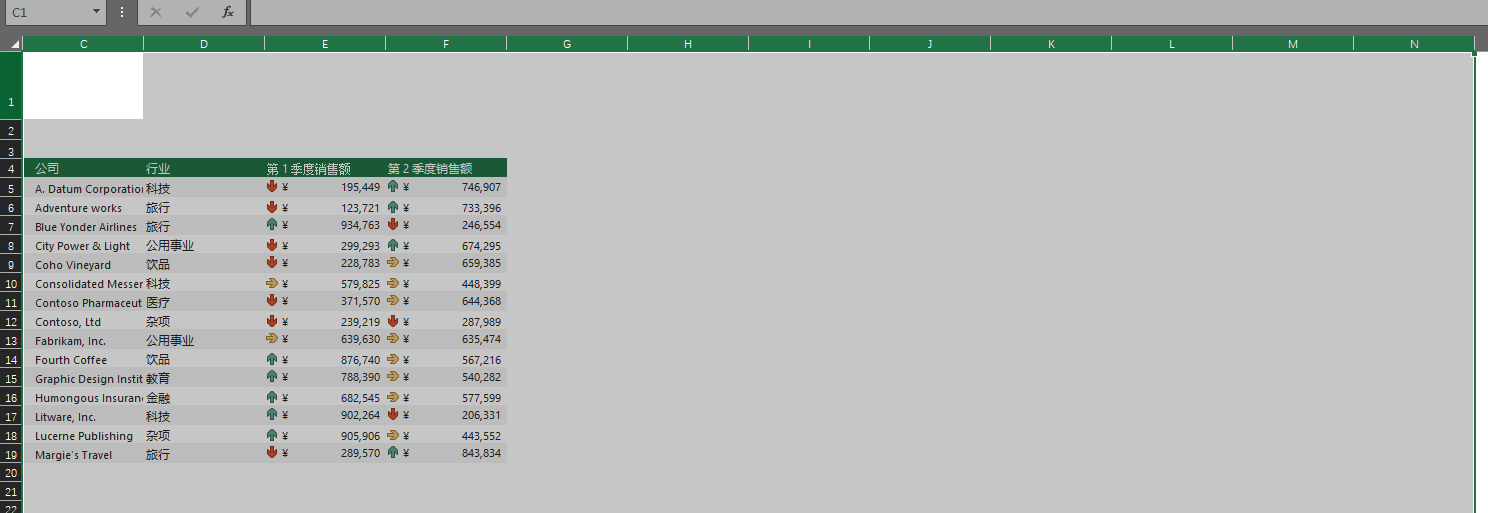 C1 fx
C D E F G H I J K L M N
1
2
3
4 公司 行业 第 1 季度销售额 第 2 季度销售额
5 A. Datum Corporation 科技 ¥ 195,449 ¥ 746,907
6 Adventure works 旅行 ¥ 123,721 ¥ 733,396
7 Blue Yonder Airlines 旅行 ¥ 934,763 ¥ 246,554
8 City Power & Light 公用事业 ¥ 299,293 ¥ 674,295
9 Coho Vineyard 饮品 ¥ 228,783 ¥ 659,385
10 Consolidated Messer 科技 ¥ 579,825 ¥ 448,399
11 Contoso Pharmaceut 医疗 ¥ 371,570 ¥ 644,368
12 Contoso, Ltd 杂项 ¥ 239,219 ¥ 287,989
13 Fabrikam, Inc. 公用事业 ¥ 639,630 ¥ 635,474
14 Fourth Coffee 饮品 ¥ 876,740 ¥ 567,216
15 Graphic Design Instit 教育 ¥ 788,390 ¥ 540,282
16 Humongous Insuran 金融 ¥ 682,545 ¥ 577,599
17 Litware, Inc. 科技 ¥ 902,264 ¥ 206,331
18 Lucerne Publishing 杂项 ¥ 905,906 ¥ 443,552
19 Margie's Travel 旅行 ¥ 289,570 ¥ 843,834
20
21
22